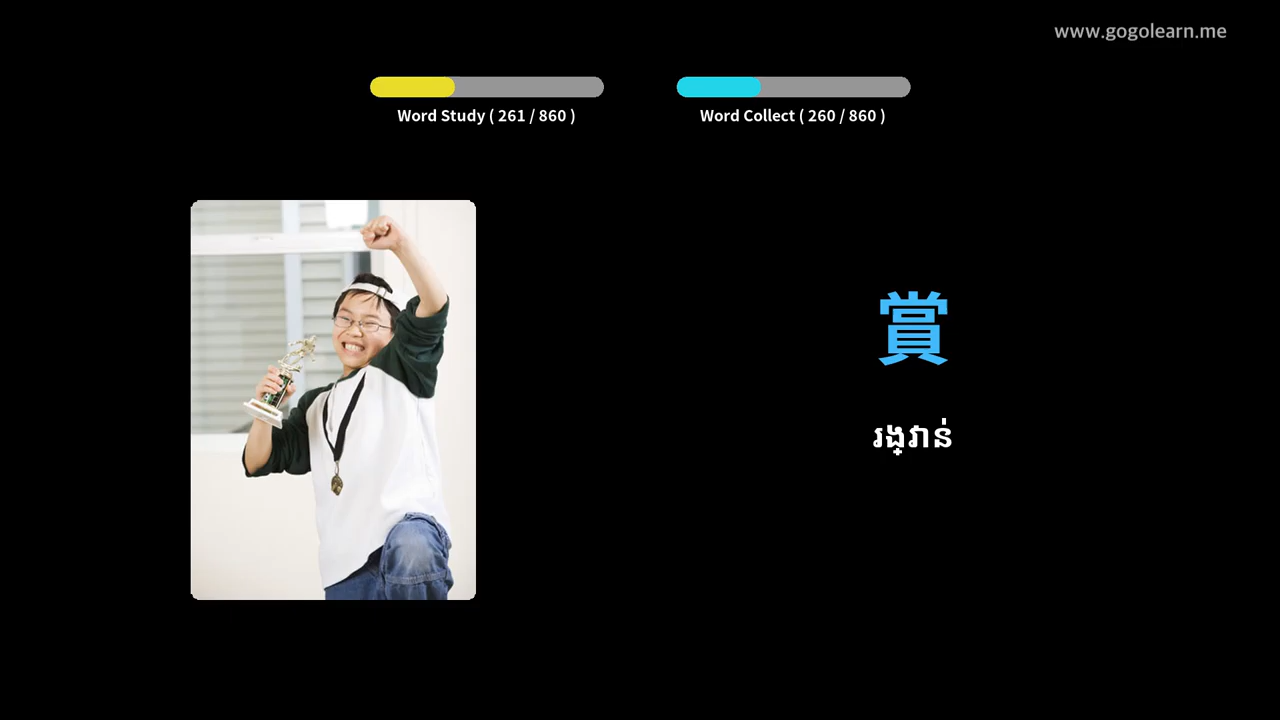 www.gogolearn.me
Word Study ( 261 / 860 )
Word Collect ( 260 / 860 )
賞
រង្វាន់